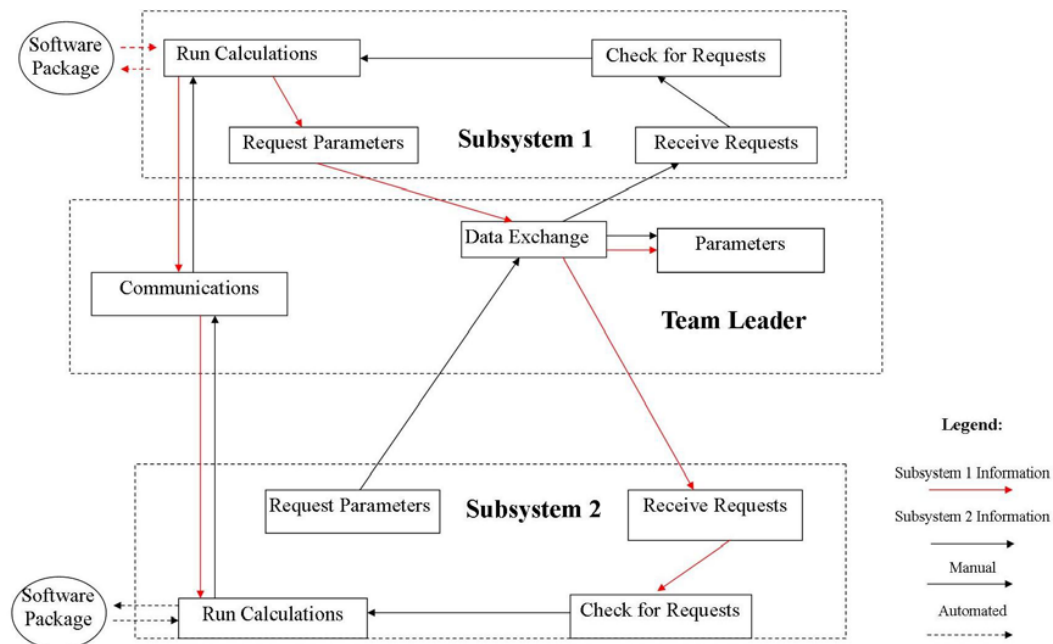 Software
Package
Run Calculations
Check for Requests
Request Parameters
Subsystem 1
Receive Requests
Data Exchange
Parameters
Communications
Team Leader
Legend:
Subsystem 1 Information
Subsystem 2 Information
Manual
Automated
Request Parameters
Subsystem 2
Receive Requests
Software
Package
Run Calculations
Check for Requests